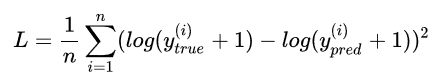 L = \frac{1}{n} \sum_{i=1}^{n} (log(y_{true}^{(i)} + 1) - log(y_{pred}^{(i)} + 1))^2